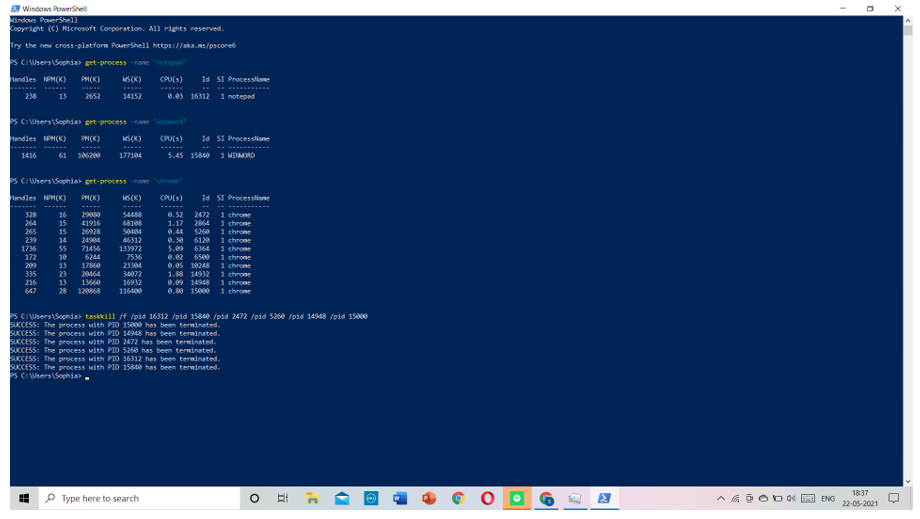 Windows PowerShell
Windows PowerShell
Copyright (C) Microsoft Corporation. All rights reserved.
Try the new cross-platform PowerShell https://aka.ms/pscore6
PS C:\Users\Sophia> get-process -name "notepad"
Handles NPM(K) PM(K) WS(K) CPU(s) Id SI ProcessName
------- ------ ----- ----- ------ -- -- -----------
238 13 2652 14152 0.03 16312 1 notepad
PS C:\Users\Sophia> get-process -name "winword"
Handles NPM(K) PM(K) WS(K) CPU(s) Id SI ProcessName
------- ------ ----- ----- ------ -- -- -----------
1416 61 106200 177104 5.45 15840 1 WINWORD
PS C:\Users\Sophia> get-process -name "chrome"
Handles NPM(K) PM(K) WS(K) CPU(s) Id SI ProcessName
------- ------ ----- ----- ------ -- -- -----------
328 16 29080 54488 0.52 2472 1 chrome
264 15 41916 68108 1.17 2864 1 chrome
265 15 26928 50404 0.44 5260 1 chrome
239 14 24904 46312 0.30 6120 1 chrome
1736 55 71456 133972 5.09 6364 1 chrome
172 10 6244 7536 0.02 6500 1 chrome
209 13 17860 23304 0.05 10248 1 chrome
335 23 20464 34072 1.88 14932 1 chrome
216 13 13660 16932 0.09 14948 1 chrome
647 28 120868 116400 0.80 15000 1 chrome
PS C:\Users\Sophia> taskkill /f /pid 16312 /pid 15840 /pid 2472 /pid 5260 /pid 14948 /pid 15000
SUCCESS: The process with PID 15000 has been terminated.
SUCCESS: The process with PID 14948 has been terminated.
SUCCESS: The process with PID 2472 has been terminated.
SUCCESS: The process with PID 5260 has been terminated.
SUCCESS: The process with PID 16312 has been terminated.
SUCCESS: The process with PID 15840 has been terminated.
PS C:\Users\Sophia>
Type here to search
ENG
18:37
22-05-2021